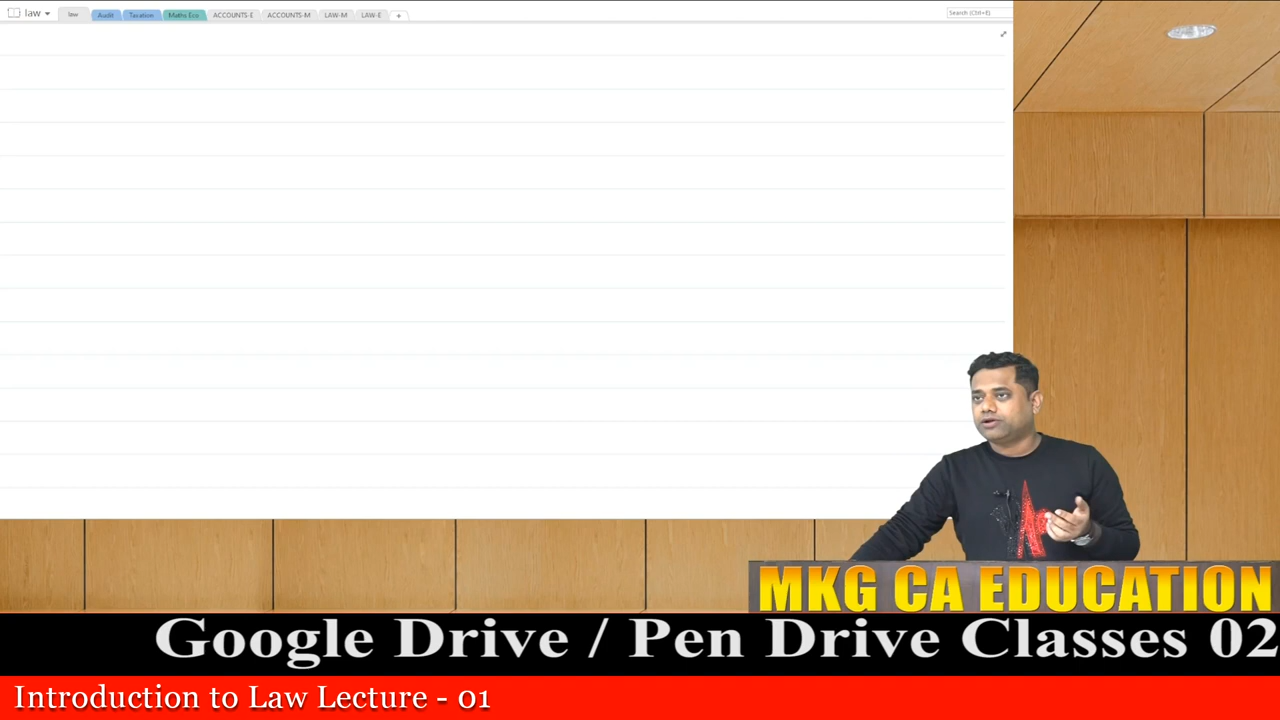 law law Audit Taxation Maths Eco ACCOUNTS-E ACCOUNTS-M LAW-M LAW-E + Search (Ctrl+E)
MKG CA EDUCATION
Google Drive / Pen Drive Classes 02
Introduction to Law Lecture - 01